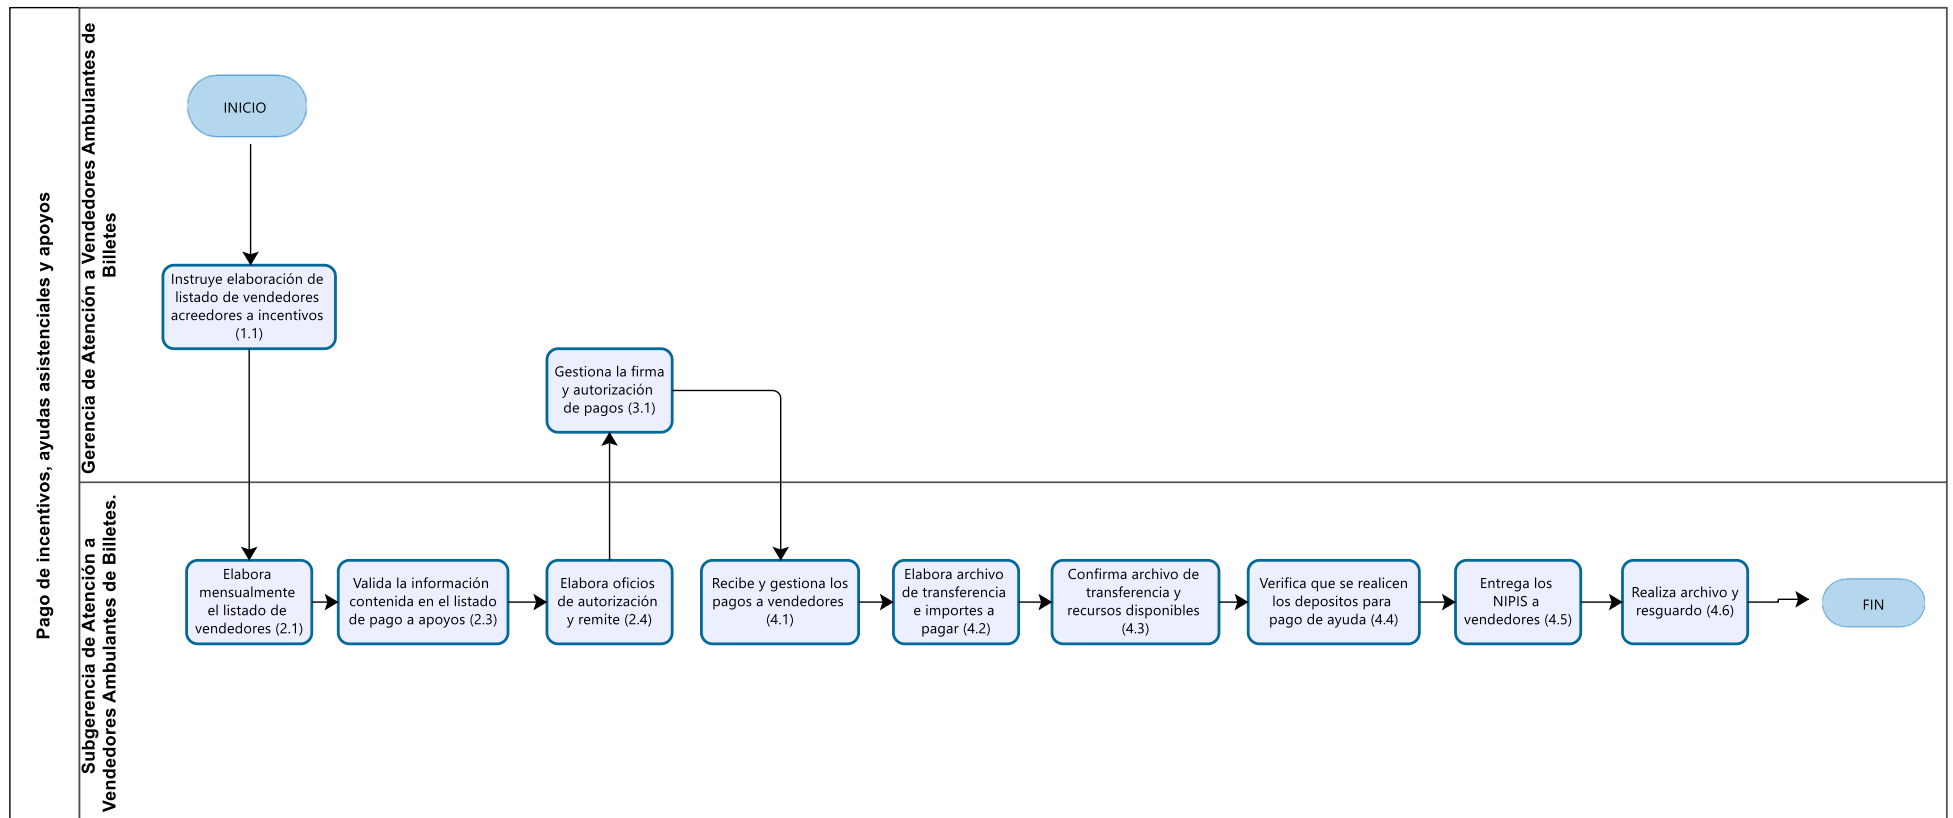 Pago de incentivos, ayudas asistenciales y apoyos
Gerencia de Atención a Vendedores Ambulantes de
Billetes
INICIO
Instruye elaboración de
listado de vendedores
acreedores a incentivos
(1.1)
Gestiona la firma
y autorización
de pagos (3.1)
Subgerencia de Atención a
Vendedores Ambulantes de Billetes.
Elabora
mensualmente
el listado de
vendedores (2.1)
Valida la información
contenida en el listado
de pago a apoyos (2.3)
Elabora oficios
de autorización
y remite (2.4)
Recibe y gestiona los
pagos a vendedores
(4.1)
Elabora archivo
de transferencia
e importes a
pagar (4.2)
Confirma archivo de
transferencia y
recursos disponibles
(4.3)
Verifica que se realicen
los depositos para
pago de ayuda (4.4)
Entrega los
NIPIS a
vendedores (4.5)
Realiza archivo y
resguardo (4.6)
FIN